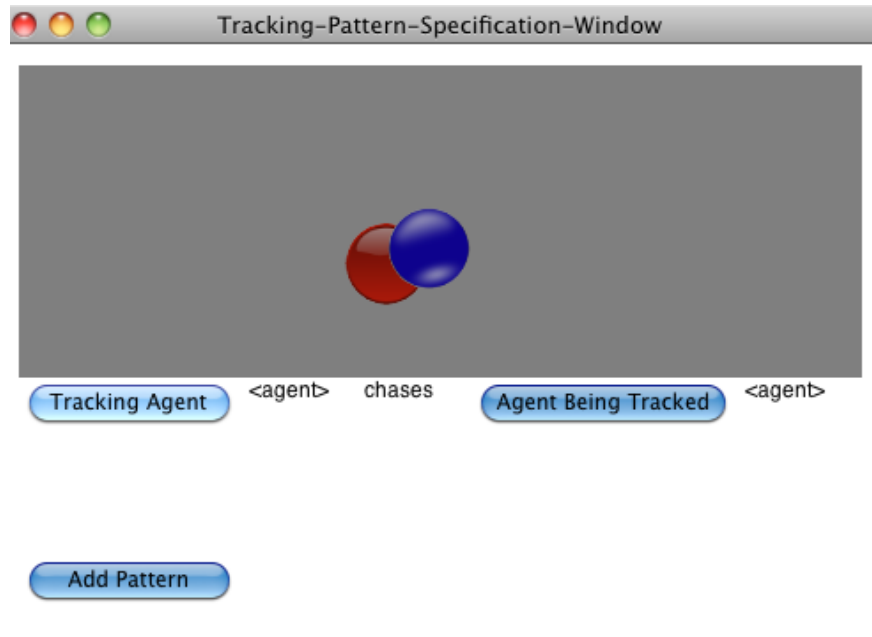 Tracking-Pattern-Specification-Window
Tracking Agent <agent> chases Agent Being Tracked <agent>
Add Pattern